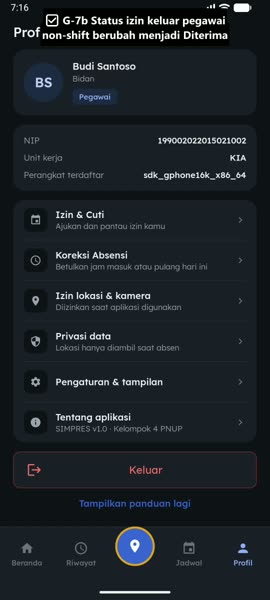 7:16
☑ G-7b Status izin keluar pegawai
non-shift berubah menjadi Diterima
Prof
BS
Budi Santoso
Bidan
Pegawai
NIP 199002022015021002
Unit kerja KIA
Perangkat terdaftar sdk_gphone16k_x86_64
Izin & Cuti
Ajukan dan pantau izin kamu
Koreksi Absensi
Betulkan jam masuk atau pulang hari ini
Izin lokasi & kamera
Diizinkan saat aplikasi digunakan
Privasi data
Lokasi hanya diambil saat absen
Pengaturan & tampilan
Tentang aplikasi
SIMPRES v1.0 · Kelompok 4 PNUP
Keluar
Tampilkan panduan lagi
Beranda Riwayat Jadwal Profil